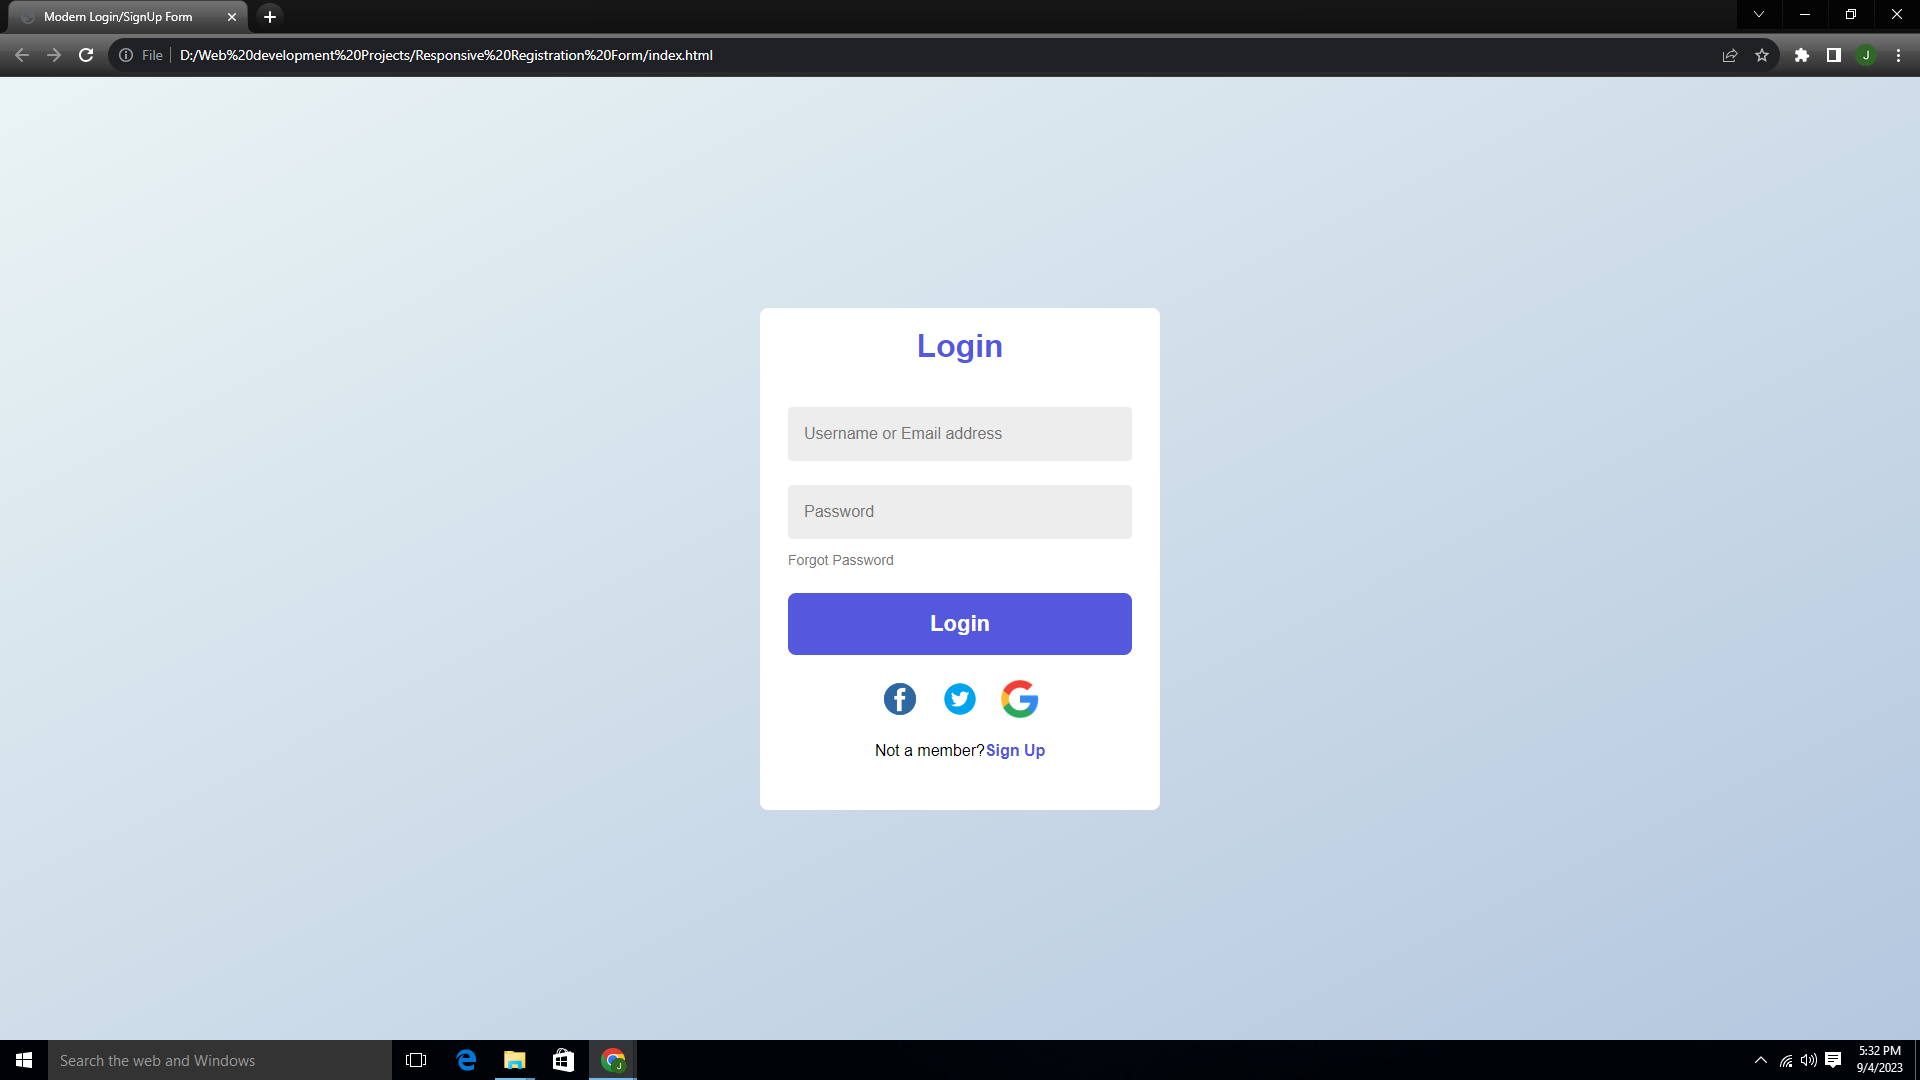 Modern Login/SignUp Form
File
D:/Web%20development%20Projects/Responsive%20Registration%20Form/index.html
J
Login
Username or Email address
Password
Forgot Password
Login
Not a member?Sign Up
Search the web and Windows
J
5:32 PM
9/4/2023